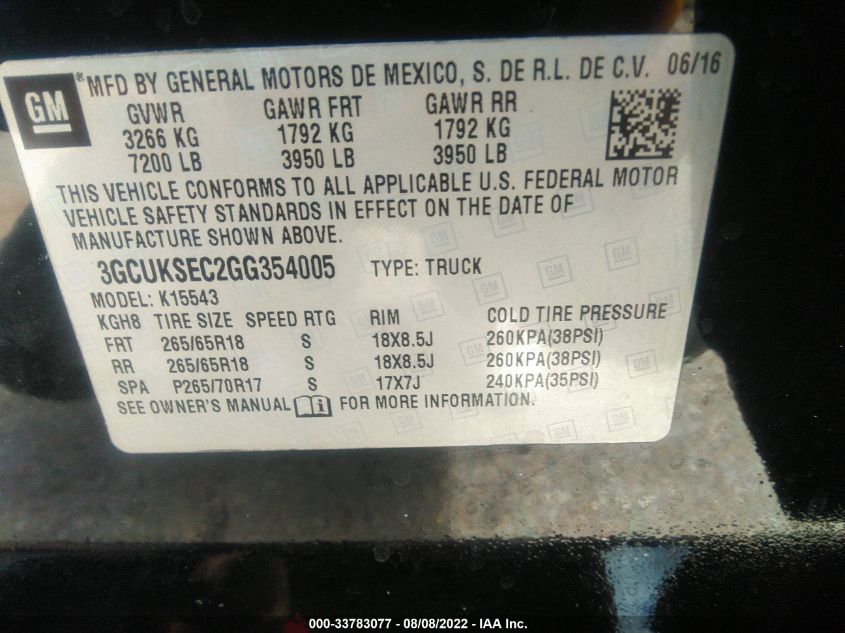 GM ® MFD BY GENERAL MOTORS DE MEXICO, S. DE R.L. DE C.V. 06/16
GVWR GAWR FRT GAWR RR
3266 KG 1792 KG 1792 KG
7200 LB 3950 LB 3950 LB
THIS VEHICLE CONFORMS TO ALL APPLICABLE U.S. FEDERAL MOTOR
VEHICLE SAFETY STANDARDS IN EFFECT ON THE DATE OF
MANUFACTURE SHOWN ABOVE.
3GCUKSEC2GG354005 TYPE: TRUCK
MODEL: K15543
KGH8 TIRE SIZE SPEED RTG RIM COLD TIRE PRESSURE
FRT 265/65R18 S 18X8.5J 260KPA(38PSI)
RR 265/65R18 S 18X8.5J 260KPA(38PSI)
SPA P265/70R17 S 17X7J 240KPA(35PSI)
SEE OWNER'S MANUAL FOR MORE INFORMATION.
000-33783077 - 08/08/2022 - IAA Inc.